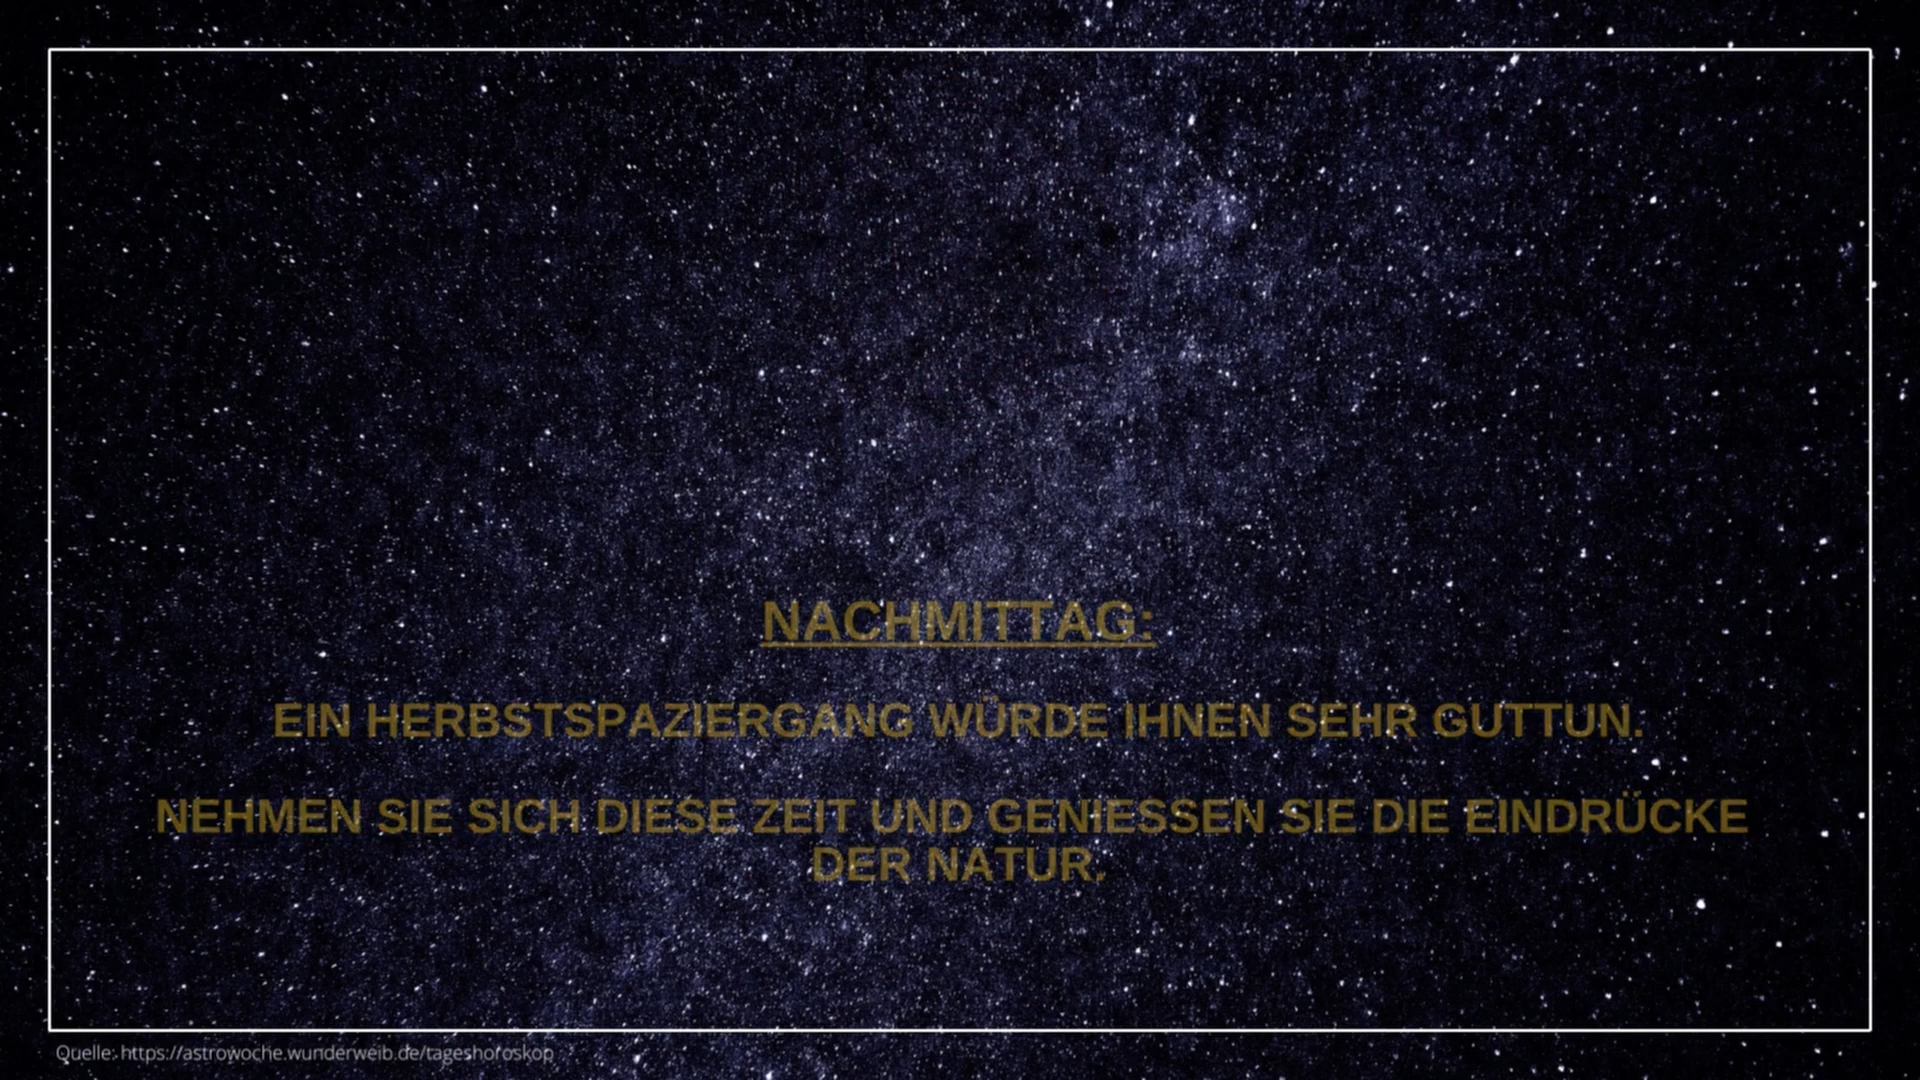 NACHMITTAG:
EIN HERBSTSPAZIERGANG WÜRDE IHNEN SEHR GUTTUN.
NEHMEN SIE SICH DIESE ZEIT UND GENIESSEN SIE DIE EINDRÜCKE
DER NATUR.
Quelle: https://astrowoche.wunderweib.de/tageshoroskop